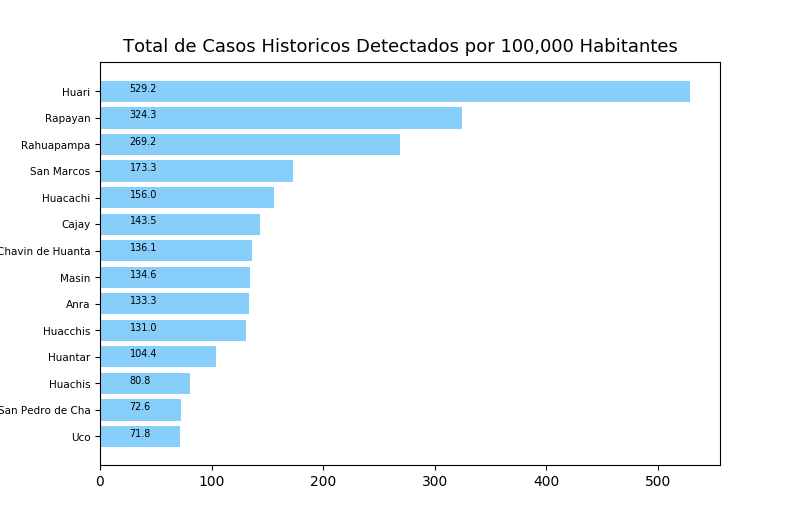 Total de Casos Historicos Detectados por 100,000 Habitantes
Huari 529.2
Rapayan 324.3
Rahuapampa 269.2
San Marcos 173.3
Huacachi 156.0
Cajay 143.5
Chavin de Huanta 136.1
Masin 134.6
Anra 133.3
Huacchis 131.0
Huantar 104.4
Huachis 80.8
San Pedro de Cha 72.6
Uco 71.8
0 100 200 300 400 500